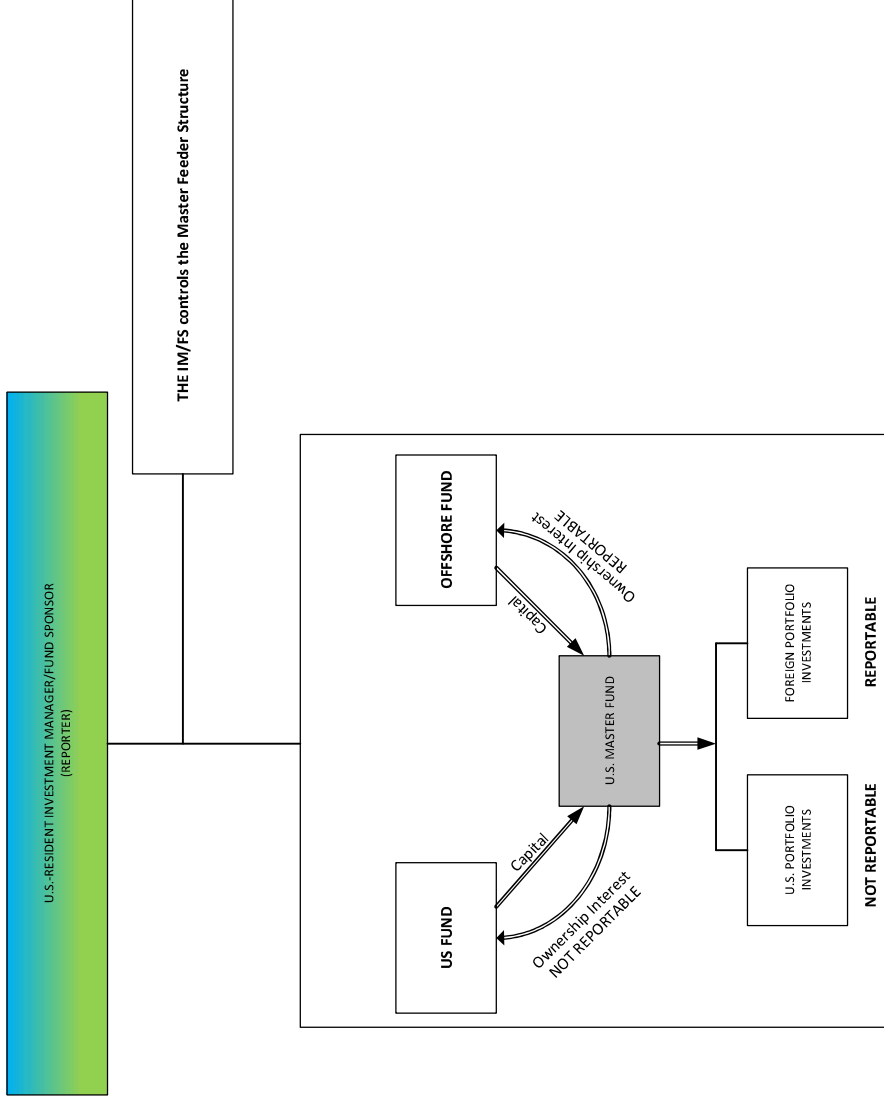 U.S.-RESIDENT INVESTMENT MANAGER/FUND SPONSOR
(REPORTER)
THE IM/FS controls the Master Feeder Structure
US FUND
OFFSHORE FUND
Capital
Capital
Ownership Interest
NOT REPORTABLE
Ownership Interest
REPORTABLE
U.S. MASTER FUND
U.S. PORTFOLIO
INVESTMENTS
FOREIGN PORTFOLIO
INVESTMENTS
NOT REPORTABLE
REPORTABLE